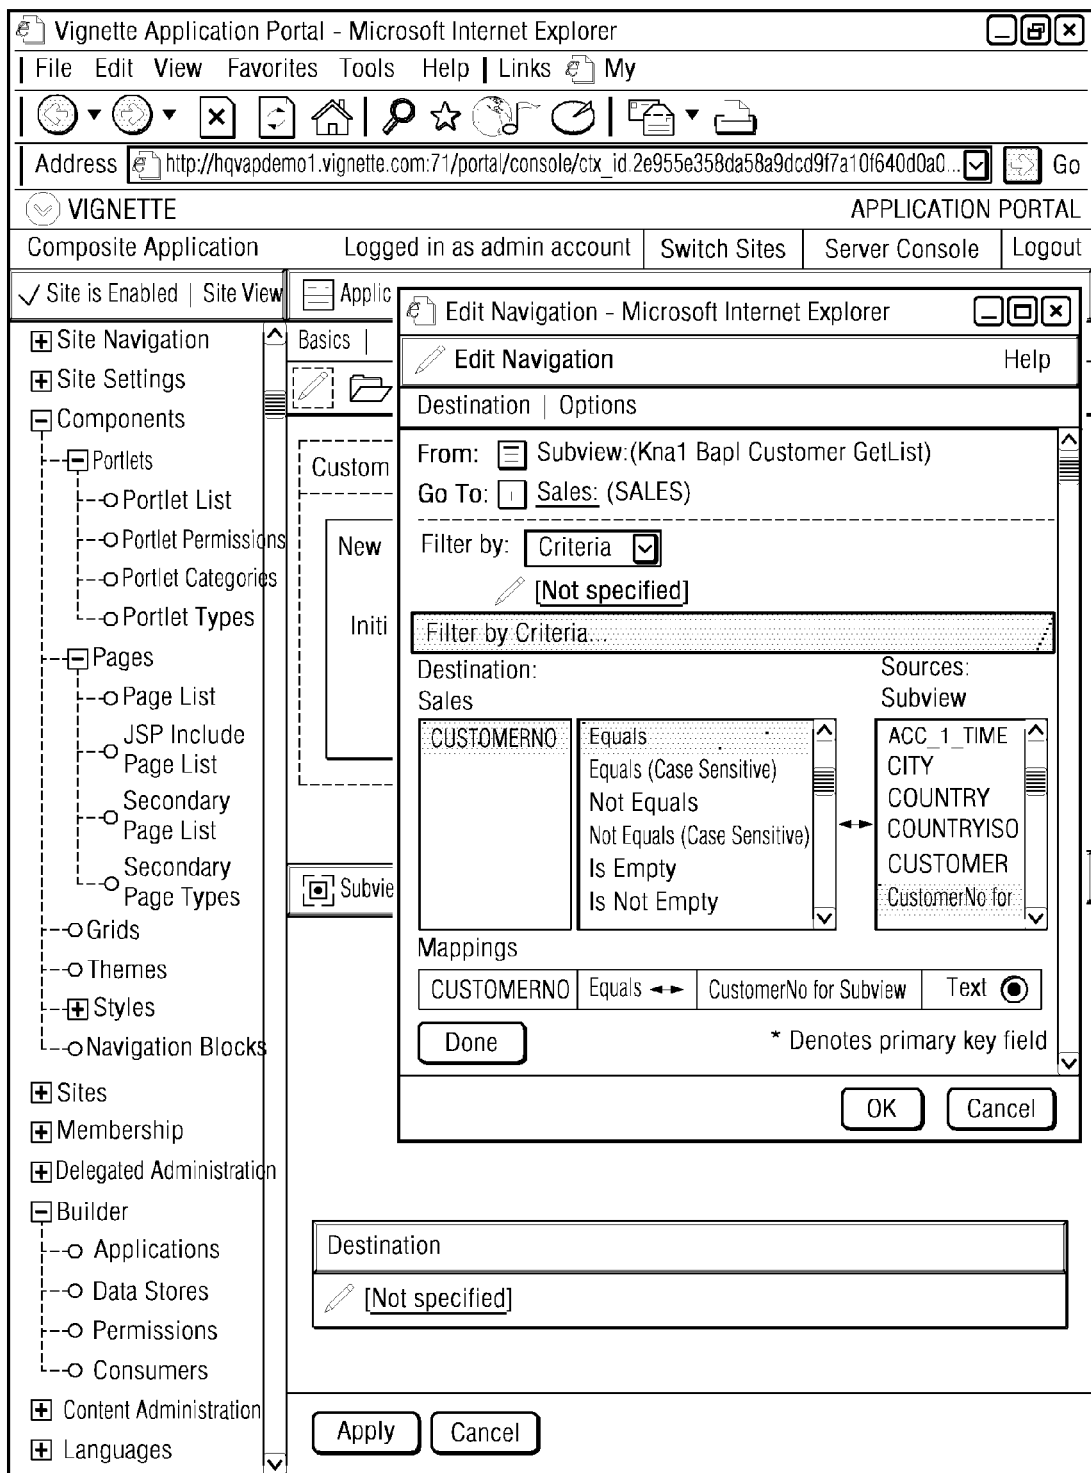 Vignette Application Portal - Microsoft Internet Explorer
File Edit View Favorites Tools Help Links My
Address http://hqvapdemo1.vignette.com:71/portal/console/ctx_id.2e955e358da58a9dcd9f7a10f640d0a0... Go
VIGNETTE APPLICATION PORTAL
Composite Application Logged in as admin account Switch Sites Server Console Logout
Site is Enabled | Site View
Site Navigation
Site Settings
Components
Portlets
Portlet List
Portlet Permissions
Portlet Categories
Portlet Types
Pages
Page List
JSP Include
Page List
Secondary
Page List
Secondary
Page Types
Grids
Themes
Styles
Navigation Blocks
Sites
Membership
Delegated Administration
Builder
Applications
Data Stores
Permissions
Consumers
Content Administration
Languages
Applic
Basics |
Custom
New
Initi
Subvie
Edit Navigation - Microsoft Internet Explorer
Edit Navigation Help
Destination | Options
From: Subview:(Kna1 Bapl Customer GetList)
Go To: Sales: (SALES)
Filter by: Criteria
[Not specified]
Filter by Criteria...
Destination: Sources:
Sales Subview
CUSTOMERNO
Equals
Equals (Case Sensitive)
Not Equals
Not Equals (Case Sensitive)
Is Empty
Is Not Empty
ACC_1_TIME
CITY
COUNTRY
COUNTRYISO
CUSTOMER
CustomerNo for
Mappings
CUSTOMERNO Equals CustomerNo for Subview Text
Done * Denotes primary key field
OK Cancel
Destination
[Not specified]
Apply Cancel